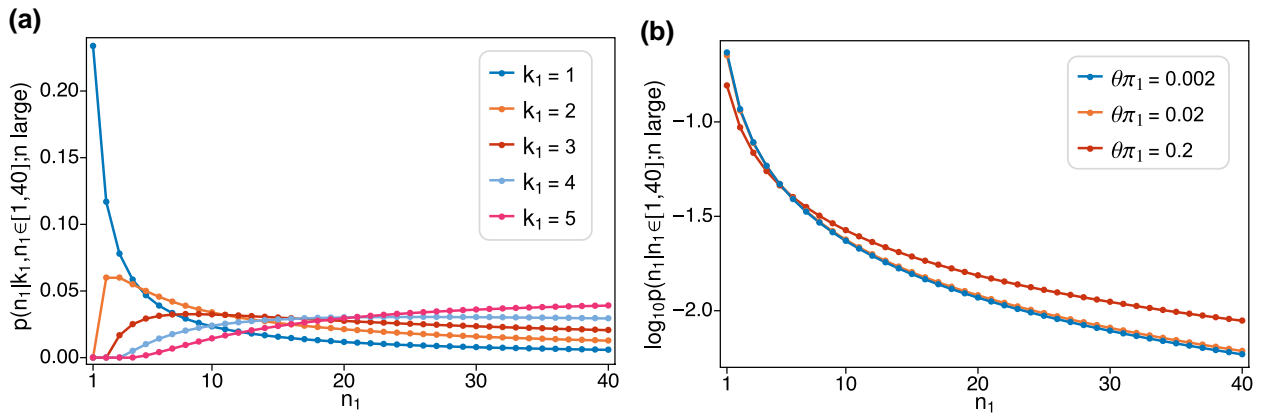 (a)
p(n₁|k₁,n₁∈[1,40];n large)
0.20
0.15
0.10
0.05
0.00
1
10
20
30
40
n₁
k₁ = 1
k₁ = 2
k₁ = 3
k₁ = 4
k₁ = 5
(b)
log₁₀p(n₁|n₁∈[1,40];n large)
−1.0
−1.5
−2.0
1
10
20
30
40
n₁
θπ₁ = 0.002
θπ₁ = 0.02
θπ₁ = 0.2